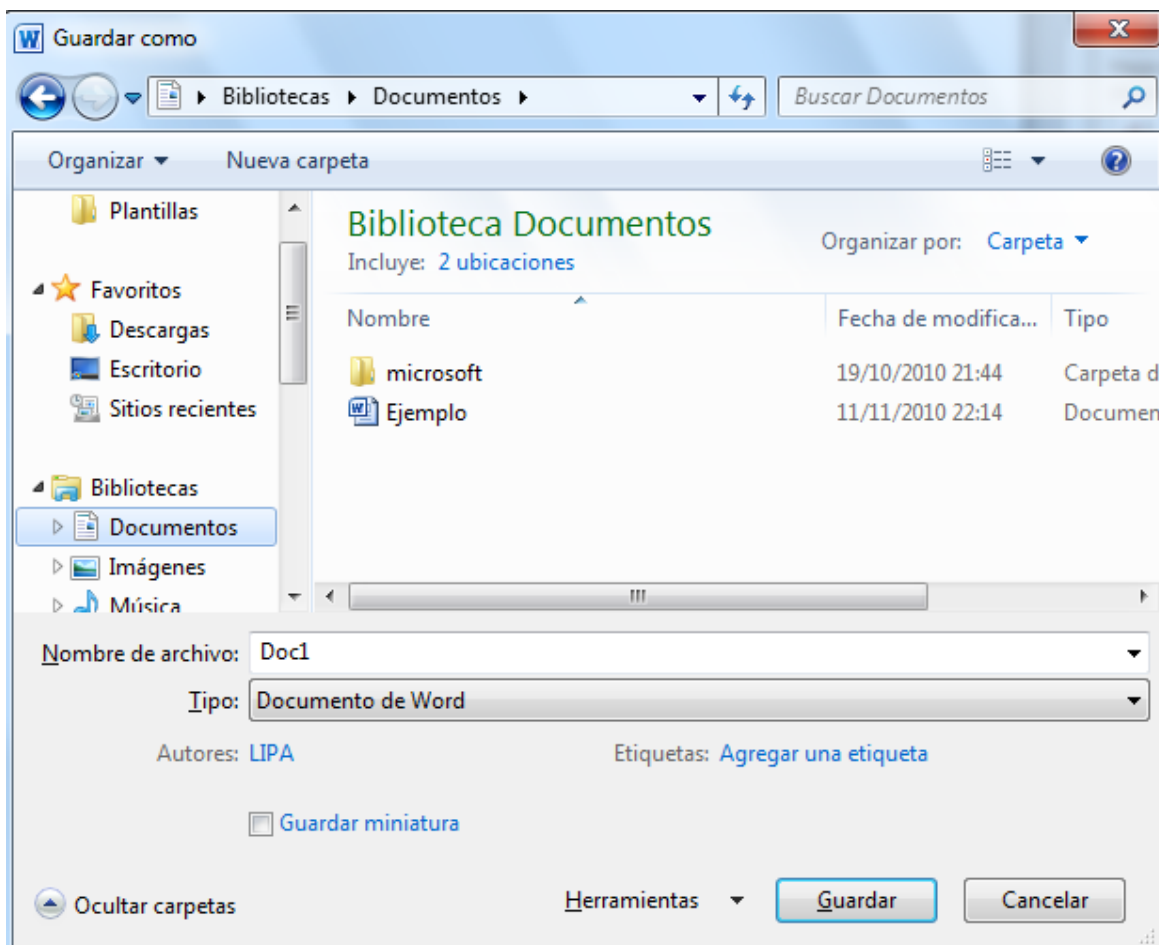 Guardar como
Bibliotecas Documentos
Buscar Documentos
Organizar Nueva carpeta
Plantillas
Favoritos
Descargas
Escritorio
Sitios recientes
Bibliotecas
Documentos
Imágenes
Música
Biblioteca Documentos
Incluye: 2 ubicaciones
Organizar por: Carpeta
Nombre Fecha de modifica... Tipo
microsoft 19/10/2010 21:44 Carpeta d
Ejemplo 11/11/2010 22:14 Documen
Nombre de archivo: Doc1
Tipo: Documento de Word
Autores: LIPA Etiquetas: Agregar una etiqueta
Guardar miniatura
Ocultar carpetas Herramientas Guardar Cancelar